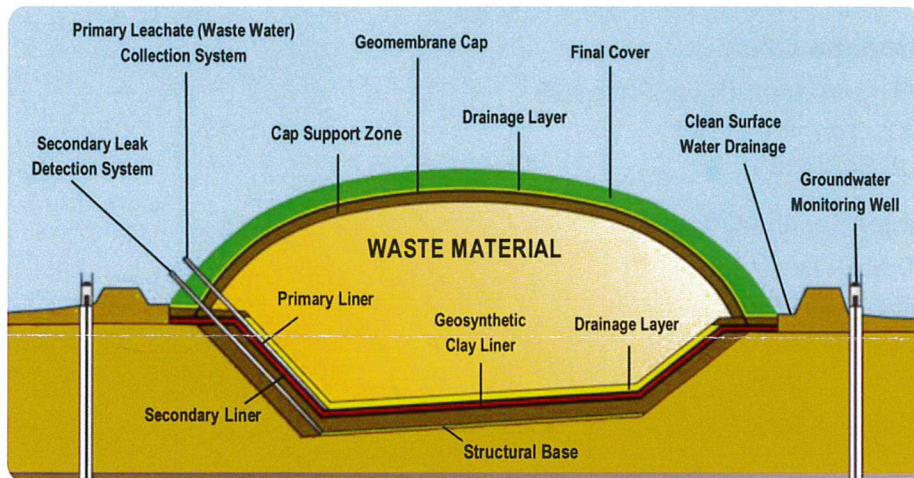 Primary Leachate (Waste Water)
Collection System
Geomembrane Cap
Final Cover
Secondary Leak
Detection System
Cap Support Zone
Drainage Layer
Clean Surface
Water Drainage
Groundwater
Monitoring Well
WASTE MATERIAL
Primary Liner
Geosynthetic
Clay Liner
Drainage Layer
Secondary Liner
Structural Base